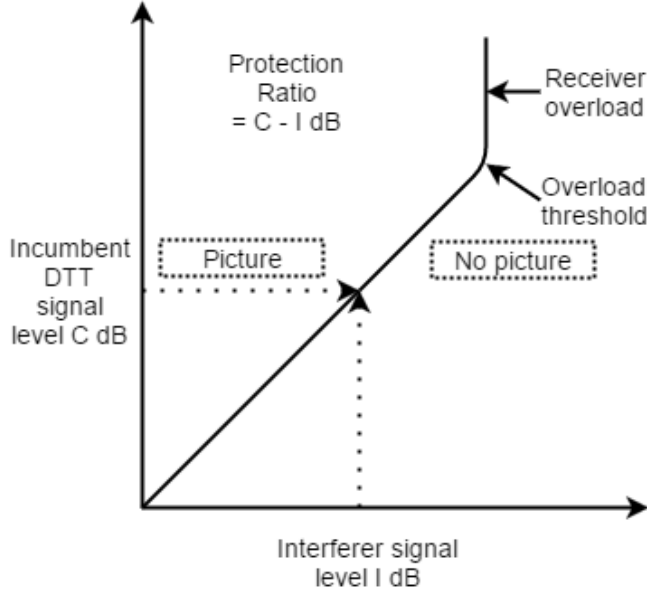 Protection
Ratio
= C - I dB
Receiver
overload
Overload
threshold
Incumbent
DTT
signal
level C dB
Picture
No picture
Interferer signal
level I dB